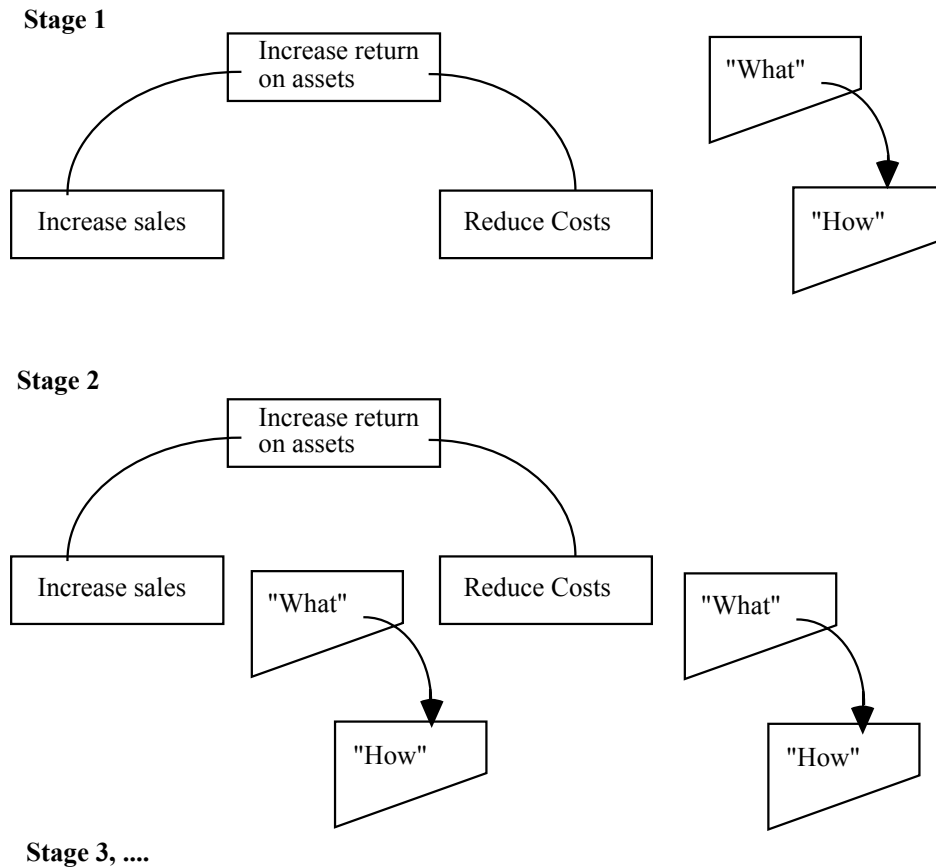 Stage 1
Increase return
on assets
"What"
Increase sales
Reduce Costs
"How"
Stage 2
Increase return
on assets
Increase sales
"What"
Reduce Costs
"What"
"How"
"How"
Stage 3, ....